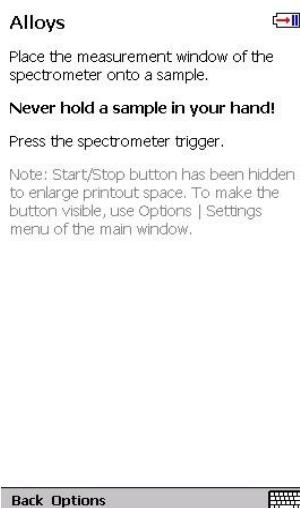 Alloys
Place the measurement window of the
spectrometer onto a sample.
Never hold a sample in your hand!
Press the spectrometer trigger.
Note: Start/Stop button has been hidden
to enlarge printout space. To make the
button visible, use Options | Settings
menu of the main window.
Back Options